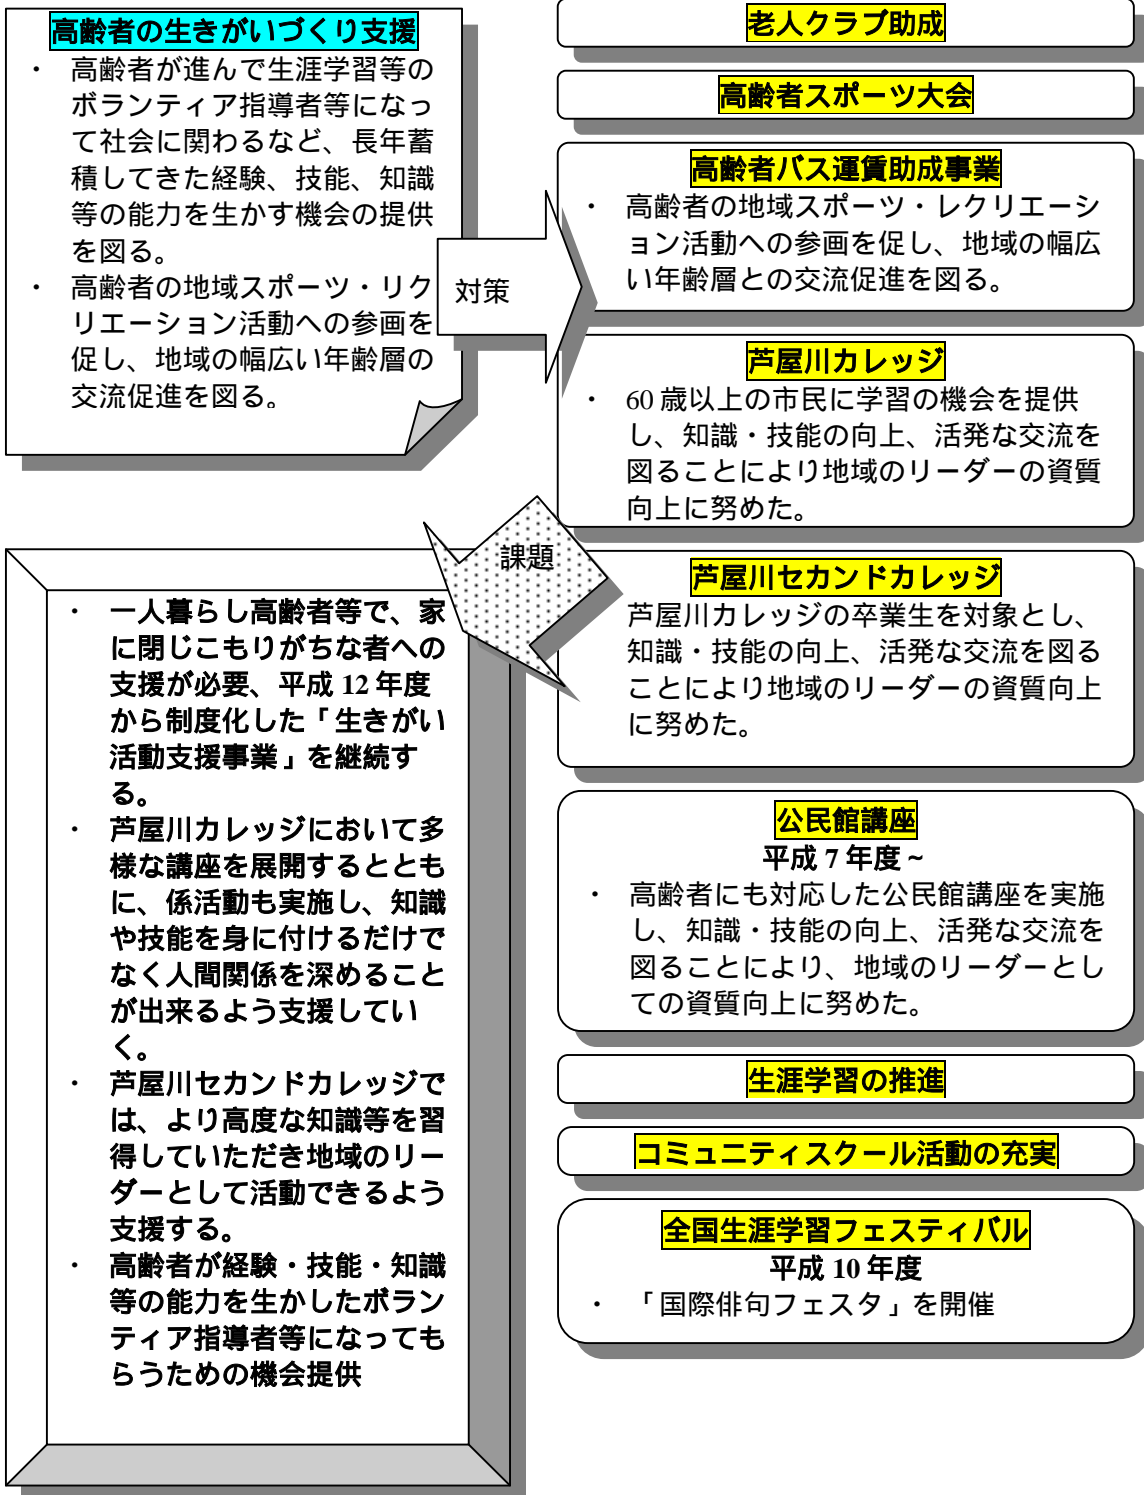 高齢者の生きがいづくり支援
・ 高齢者が進んで生涯学習等の
ボランティア指導者等になっ
て社会に関わるなど、長年蓄
積してきた経験、技能、知識
等の能力を生かす機会の提供
を図る。
・ 高齢者の地域スポーツ・リク
リエーション活動への参画を
促し、地域の幅広い年齢層の
交流促進を図る。
対策
老人クラブ助成
高齢者スポーツ大会
高齢者バス運賃助成事業
・ 高齢者の地域スポーツ・レクリエーシ
ョン活動への参画を促し、地域の幅広
い年齢層との交流促進を図る。
芦屋川カレッジ
・ 60 歳以上の市民に学習の機会を提供
し、知識・技能の向上、活発な交流を
図ることにより地域のリーダーの資質
向上に努めた。
芦屋川セカンドカレッジ
芦屋川カレッジの卒業生を対象とし、
知識・技能の向上、活発な交流を図る
ことにより地域のリーダーの資質向上
に努めた。
公民館講座
平成 7 年度 ~
・ 高齢者にも対応した公民館講座を実施
し、知識・技能の向上、活発な交流を
図ることにより、地域のリーダーとし
ての資質向上に努めた。
生涯学習の推進
コミュニティスクール活動の充実
全国生涯学習フェスティバル
平成 10 年度
・ 「国際俳句フェスタ」を開催
課題
・ 一人暮らし高齢者等で、家
に閉じこもりがちな者への
支援が必要、平成 12 年度
から制度化した「生きがい
活動支援事業」を継続す
る。
・ 芦屋川カレッジにおいて多
様な講座を展開するととも
に、係活動も実施し、知識
や技能を身に付けるだけで
なく人間関係を深めること
が出来るよう支援してい
く。
・ 芦屋川セカンドカレッジで
は、より高度な知識等を習
得していただき地域のリー
ダーとして活動できるよう
支援する。
・ 高齢者が経験・技能・知識
等の能力を生かしたボラン
ティア指導者等になっても
らうための機会提供